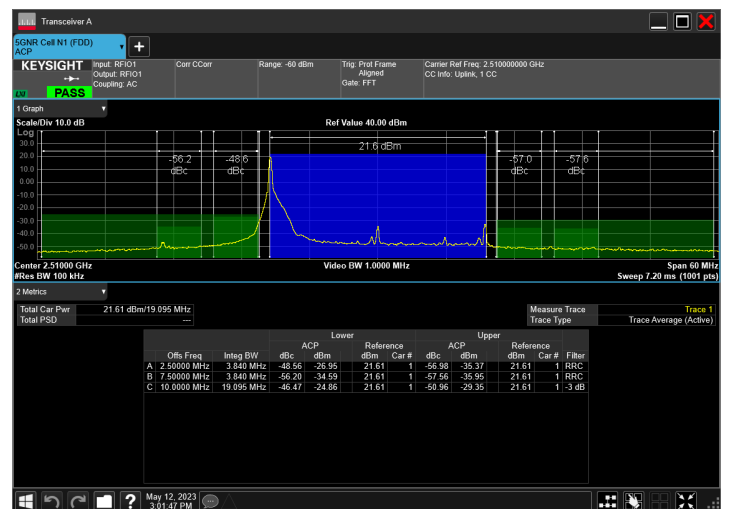 Transceiver A
5GNR Cell N1 (FDD)
ACP
KEYSIGHT
LXI PASS
Input: RFIO1
Output: RFIO1
Coupling: AC
Corr CCorr
Range: -60 dBm
Trig: Prot Frame
Aligned
Gate: FFT
Carrier Ref Freq: 2.510000000 GHz
CC Info: Uplink, 1 CC
1 Graph
Scale/Div 10.0 dB
Ref Value 40.00 dBm
Log
30.0
20.0
10.0
0.00
-10.0
-20.0
-30.0
-40.0
-50.0
-56.2
dBc
-48.6
dBc
21.6 dBm
-57.0
dBc
-57.6
dBc
Center 2.51000 GHz
#Res BW 100 kHz
Video BW 1.0000 MHz
Span 60 MHz
Sweep 7.20 ms (1001 pts)
2 Metrics
Total Car Pwr 21.61 dBm/19.095 MHz
Total PSD ---
Measure Trace Trace 1
Trace Type Trace Average (Active)
Lower Upper
ACP Reference ACP Reference
Offs Freq Integ BW dBc dBm dBm Car # dBc dBm dBm Car # Filter
A 2.50000 MHz 3.840 MHz -48.56 -26.95 21.61 1 -56.98 -35.37 21.61 1 RRC
B 7.50000 MHz 3.840 MHz -56.20 -34.59 21.61 1 -57.56 -35.95 21.61 1 RRC
C 10.0000 MHz 19.095 MHz -46.47 -24.86 21.61 1 -50.96 -29.35 21.61 1 -3 dB
May 12, 2023
3:01:47 PM